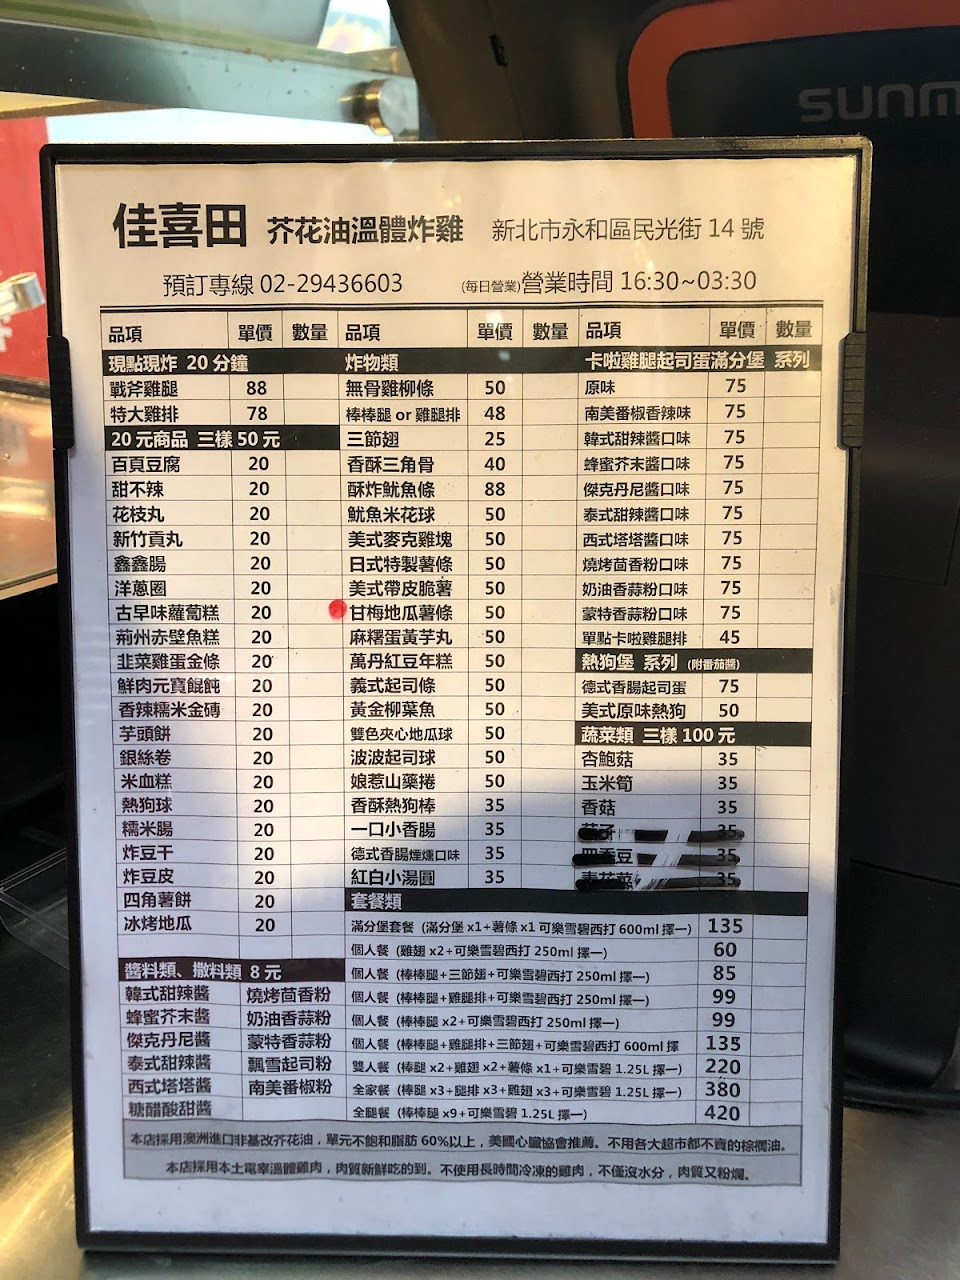 SUNM
佳喜田 芥花油溫體炸雞 新北市永和區民光街 14 號
預訂專線 02-29436603 (每日營業)營業時間 16:30~03:30
品項 單價 數量 品項 單價 數量 品項 單價 數量
現點現炸 20 分鐘 炸物類 卡啦雞腿起司蛋滿分堡 系列
戰斧雞腿 88 無骨雞柳條 50 原味 75
特大雞排 78 棒棒腿 or 雞腿排 48 南美番椒香辣味 75
20 元商品 三樣 50 元 三節翅 25 韓式甜辣醬口味 75
百頁豆腐 20 香酥三角骨 40 蜂蜜芥末醬口味 75
甜不辣 20 酥炸魷魚條 88 傑克丹尼醬口味 75
花枝丸 20 魷魚米花球 50 泰式甜辣醬口味 75
新竹貢丸 20 美式麥克雞塊 50 西式塔塔醬口味 75
鑫鑫腸 20 日式特製薯條 50 燒烤茴香粉口味 75
洋蔥圈 20 美式帶皮脆薯 50 奶油香蒜粉口味 75
古早味蘿蔔糕 20 甘梅地瓜薯條 50 蒙特香蒜粉口味 75
荊州赤壁魚糕 20 麻糬蛋黃芋丸 50 單點卡啦雞腿排 45
韭菜雞蛋金條 20 萬丹紅豆年糕 50 熱狗堡 系列 (附番茄醬)
鮮肉元寶餛飩 20 義式起司條 50 德式香腸起司蛋 75
香辣糯米金磚 20 黃金柳葉魚 50 美式原味熱狗 50
芋頭餅 20 雙色夾心地瓜球 50 蔬菜類 三樣 100 元
銀絲卷 20 波波起司球 50 杏鮑菇 35
米血糕 20 娘惹山藥捲 50 玉米筍 35
熱狗球 20 香酥熱狗棒 35 香菇 35
糯米腸 20 一口小香腸 35 35
炸豆干 20 德式香腸煙燻口味 35 四季豆 35
炸豆皮 20 紅白小湯圓 35 青花菜 35
四角薯餅 20 套餐類
冰烤地瓜 20 滿分堡套餐 (滿分堡 x1+薯條 x1 可樂雪碧西打 600ml 擇一) 135
個人餐 (雞翅 x2+可樂雪碧西打 250ml 擇一) 60
醬料類、撒料類 8 元 個人餐 (棒棒腿+三節翅+可樂雪碧西打 250ml 擇一) 85
韓式甜辣醬 燒烤茴香粉 個人餐 (棒棒腿+雞腿排+可樂雪碧西打 250ml 擇一) 99
蜂蜜芥末醬 奶油香蒜粉 個人餐 (棒棒腿 x2+可樂雪碧西打 250ml 擇一) 99
傑克丹尼醬 蒙特香蒜粉 個人餐 (棒棒腿+雞腿排+三節翅+可樂雪碧西打 600ml 擇 135
泰式甜辣醬 飄雪起司粉 雙人餐 (棒腿 x2+雞翅 x2+薯條 x1+可樂雪碧 1.25L 擇一) 220
西式塔塔醬 南美番椒粉 全家餐 (棒腿 x3+腿排 x3+雞翅 x3+可樂雪碧 1.25L 擇一) 380
糖醋酸甜醬 全腿餐 (棒棒腿 x9+可樂雪碧 1.25L 擇一) 420
本店採用澳洲進口非基改芥花油，單元不飽和脂肪 60%以上，美國心臟協會推薦。不用各大超市都不賣的棕櫚油。
本店採用本土電宰溫體雞肉，肉質新鮮吃的到。不使用長時間冷凍的雞肉，不僅沒水分，肉質又粉爛。